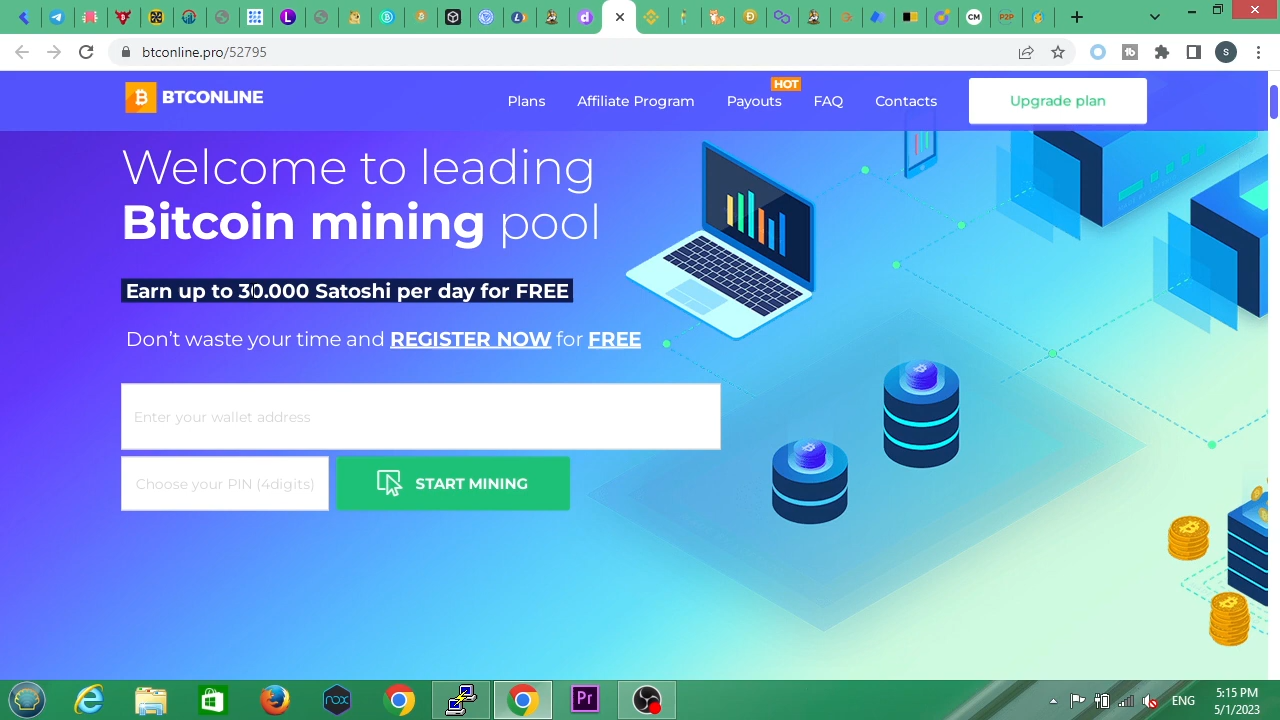 btconline.pro/52795
BTCONLINE
Plans
Affiliate Program
Payouts
HOT
FAQ
Contacts
Upgrade plan
Welcome to leading
Bitcoin mining pool
Earn up to 30.000 Satoshi per day for FREE
Don't waste your time and REGISTER NOW for FREE
Enter your wallet address
Choose your PIN (4digits)
START MINING
ENG
5:15 PM
5/1/2023